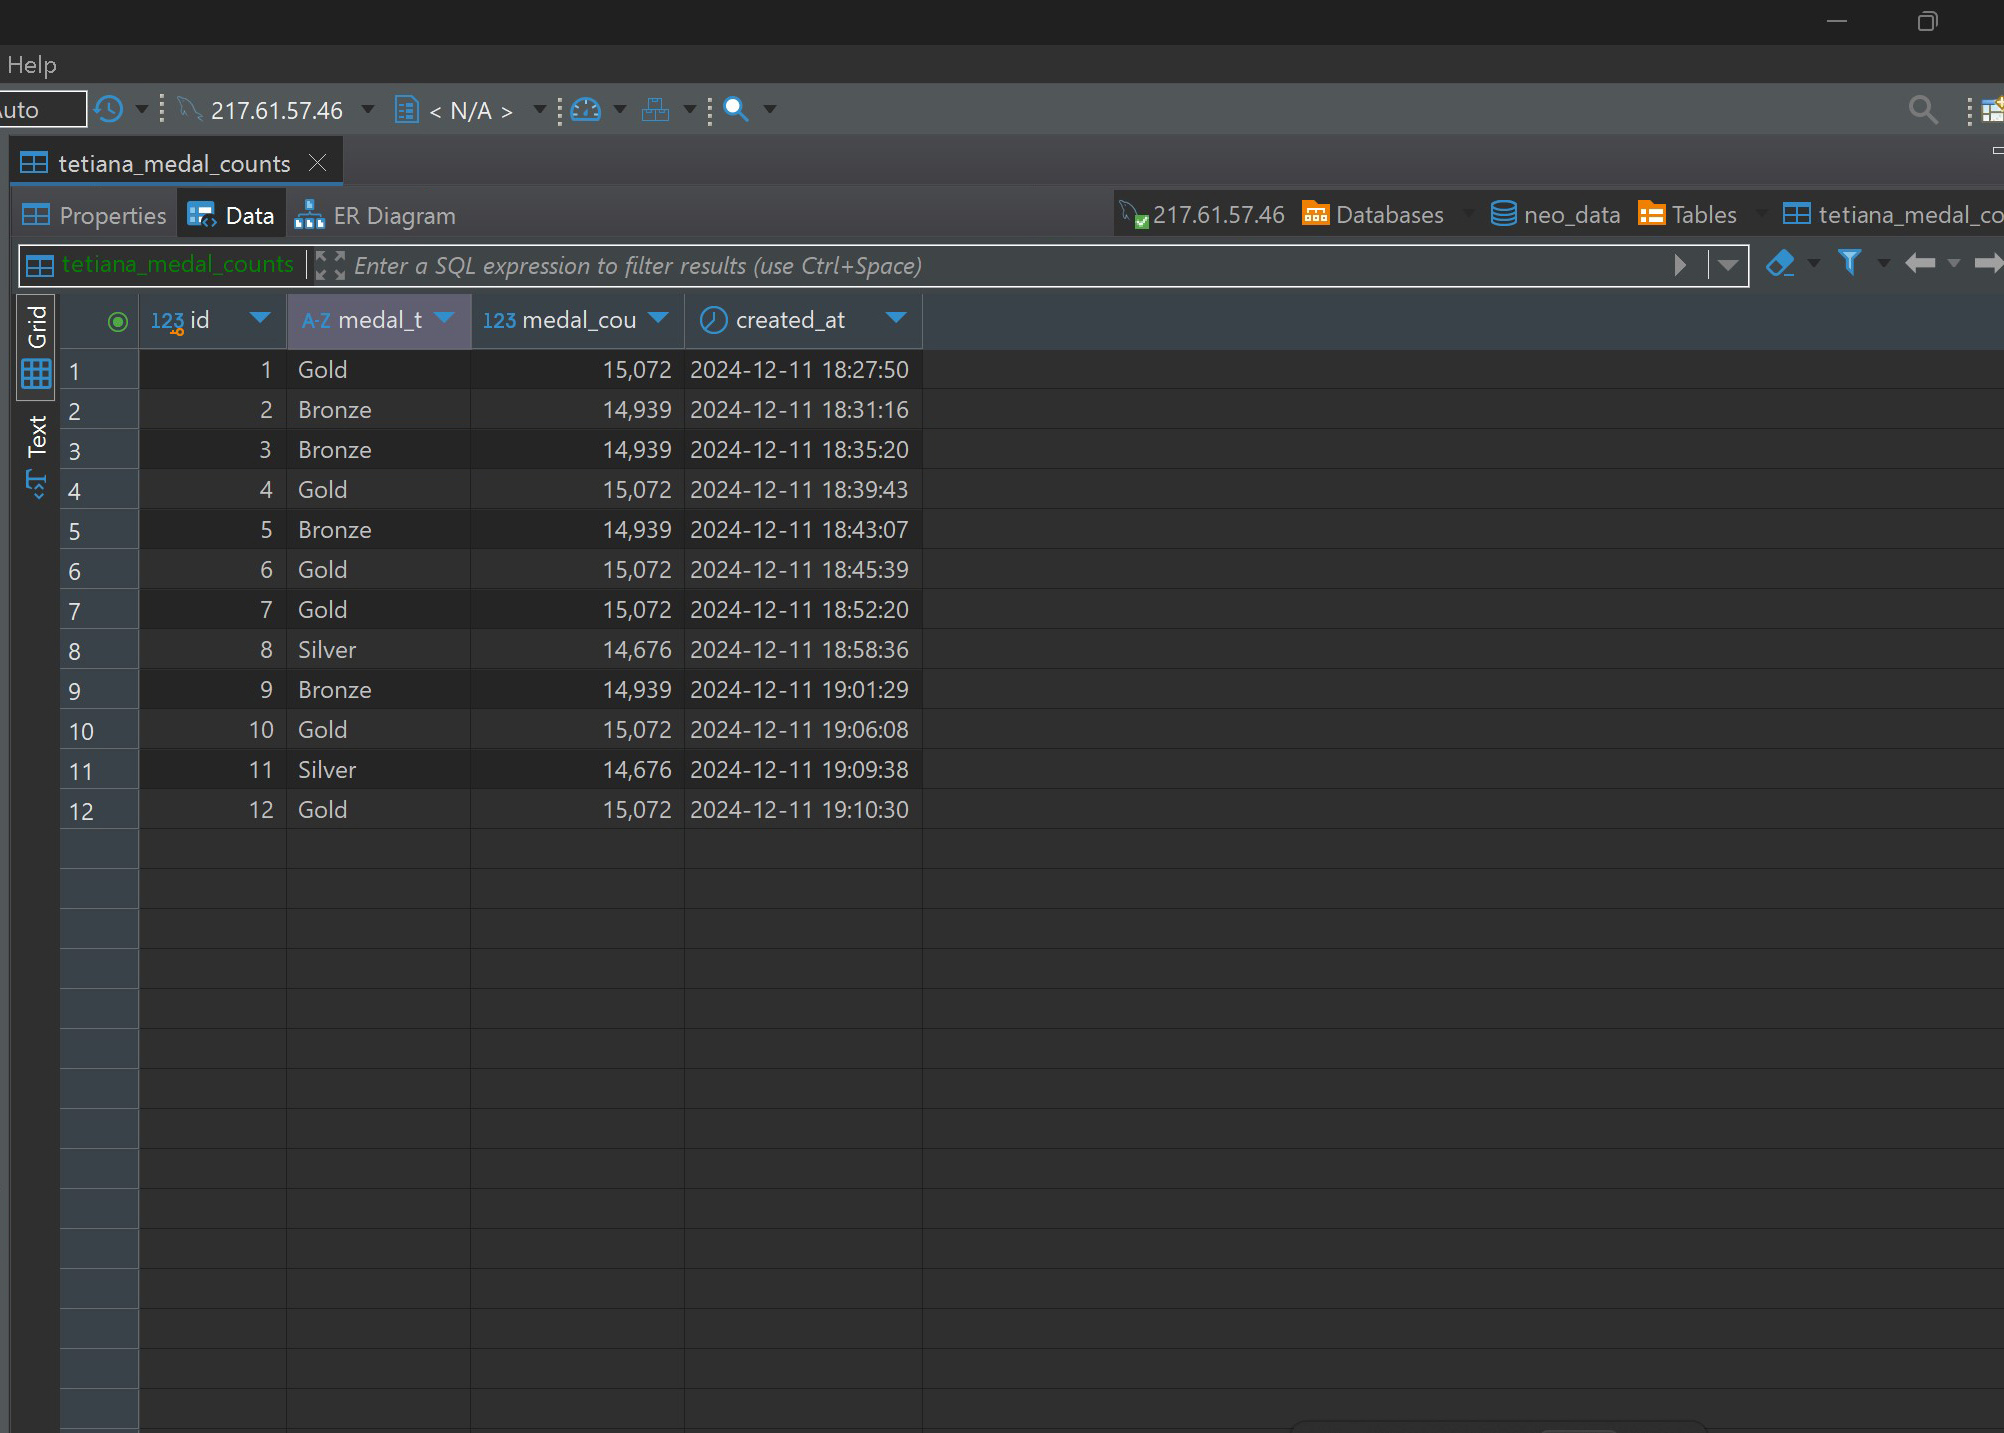 Help
uto 217.61.57.46 < N/A >
tetiana_medal_counts
Properties Data ER Diagram 217.61.57.46 Databases neo_data Tables tetiana_medal_co
tetiana_medal_counts Enter a SQL expression to filter results (use Ctrl+Space)
Grid
Text
123 id A-Z medal_t 123 medal_cou created_at
1 1 Gold 15,072 2024-12-11 18:27:50
2 2 Bronze 14,939 2024-12-11 18:31:16
3 3 Bronze 14,939 2024-12-11 18:35:20
4 4 Gold 15,072 2024-12-11 18:39:43
5 5 Bronze 14,939 2024-12-11 18:43:07
6 6 Gold 15,072 2024-12-11 18:45:39
7 7 Gold 15,072 2024-12-11 18:52:20
8 8 Silver 14,676 2024-12-11 18:58:36
9 9 Bronze 14,939 2024-12-11 19:01:29
10 10 Gold 15,072 2024-12-11 19:06:08
11 11 Silver 14,676 2024-12-11 19:09:38
12 12 Gold 15,072 2024-12-11 19:10:30